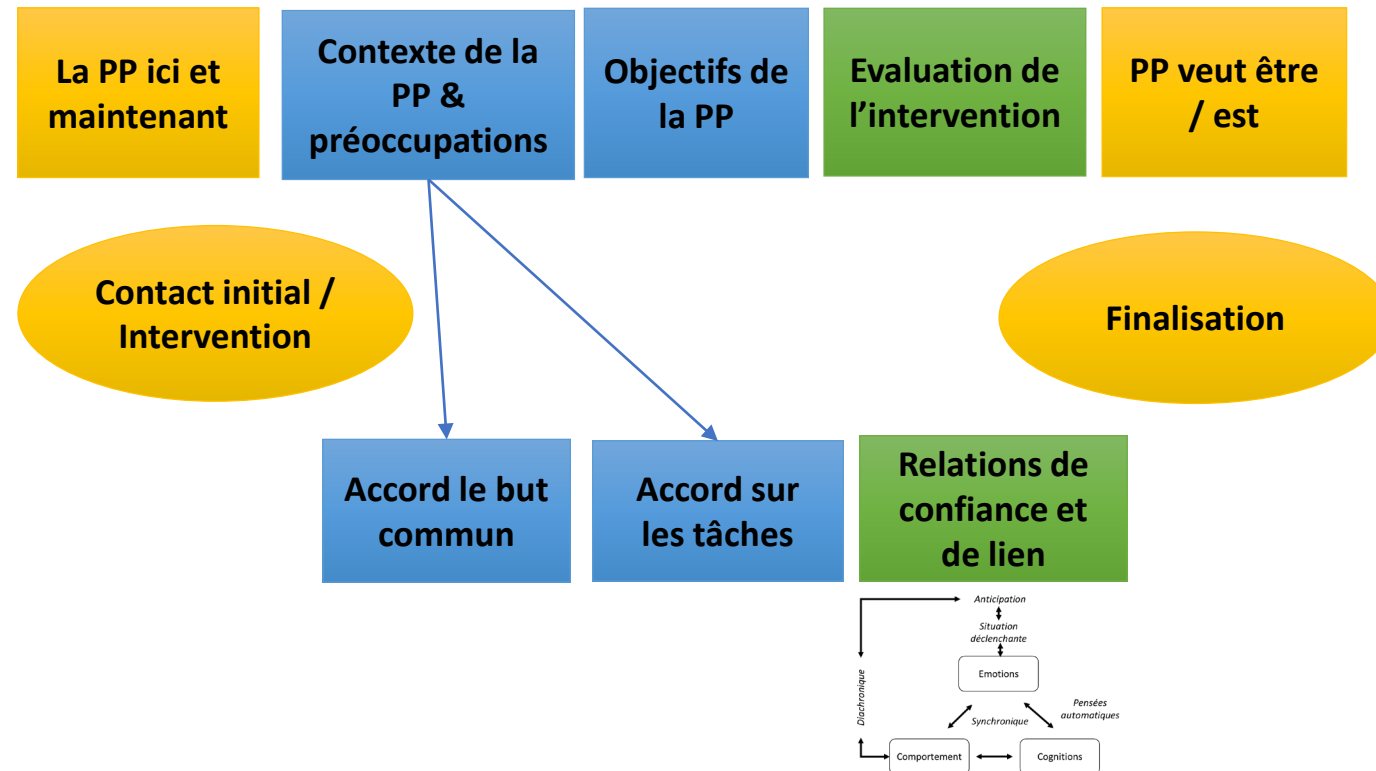 La PP ici et
maintenant
Contexte de la
PP &
préoccupations
Objectifs de
la PP
Evaluation de
l’intervention
PP veut être
/ est
Contact initial /
Intervention
Finalisation
Accord le but
commun
Accord sur
les tâches
Relations de
confiance et
de lien
Anticipation
Situation
déclenchante
Emotions
Diachronique
Pensées
automatiques
Synchronique
Comportement
Cognitions